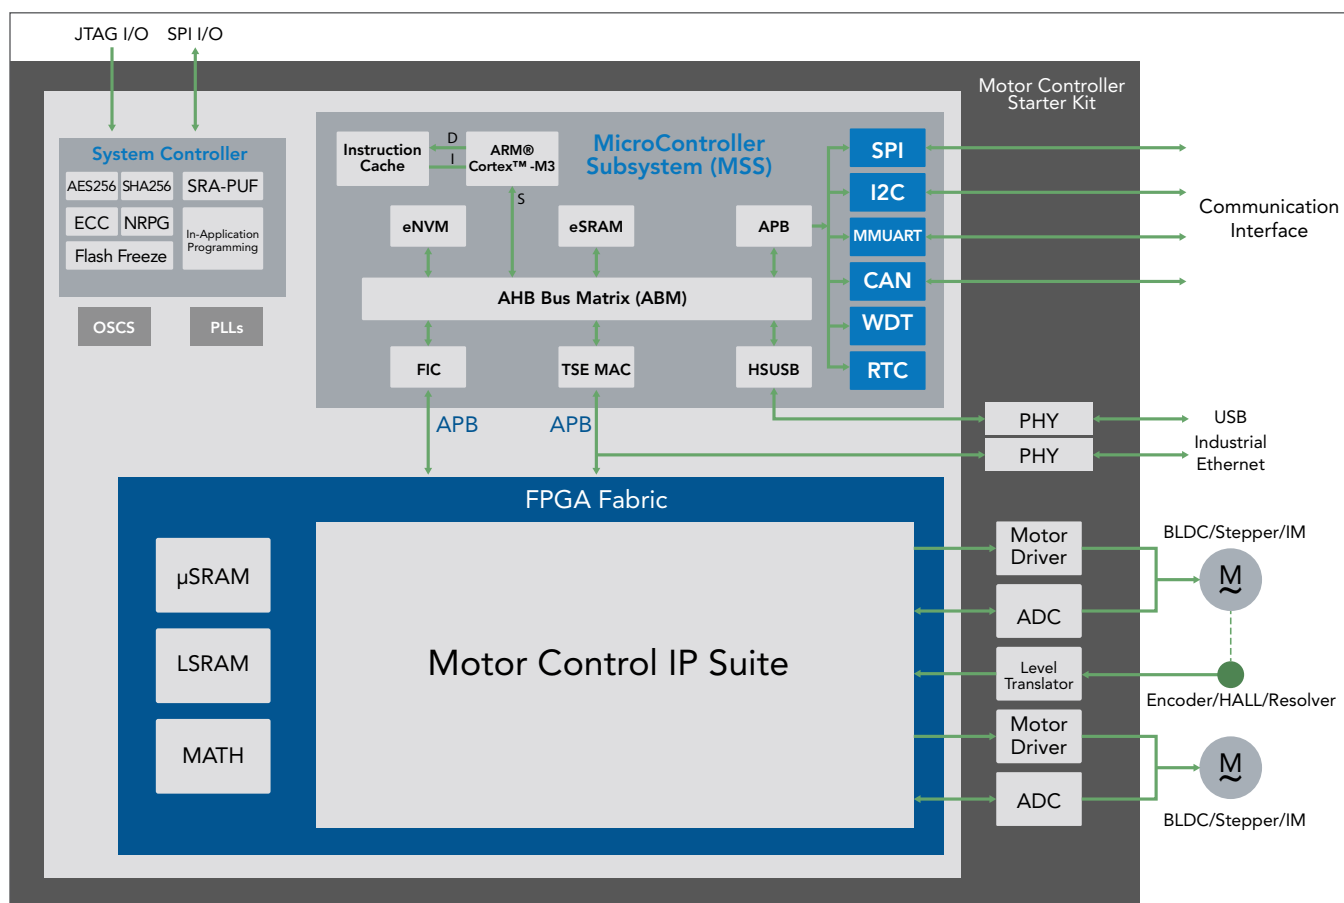 JTAG I/O
SPI I/O
Motor Controller
Starter Kit
System Controller
AES256
SHA256
SRA-PUF
ECC
NRPG
In-Application
Programming
Flash Freeze
OSCS
PLLs
MicroController
Subsystem (MSS)
Instruction
Cache
D
I
ARM®
Cortex™ -M3
S
eNVM
eSRAM
APB
AHB Bus Matrix (ABM)
FIC
TSE MAC
HSUSB
SPI
I2C
MMUART
CAN
WDT
RTC
Communication
Interface
APB
APB
PHY
USB
PHY
Industrial
Ethernet
FPGA Fabric
µSRAM
LSRAM
MATH
Motor Control IP Suite
Motor
Driver
ADC
Level
Translator
Motor
Driver
ADC
BLDC/Stepper/IM
M
~
Encoder/HALL/Resolver
M
~
BLDC/Stepper/IM